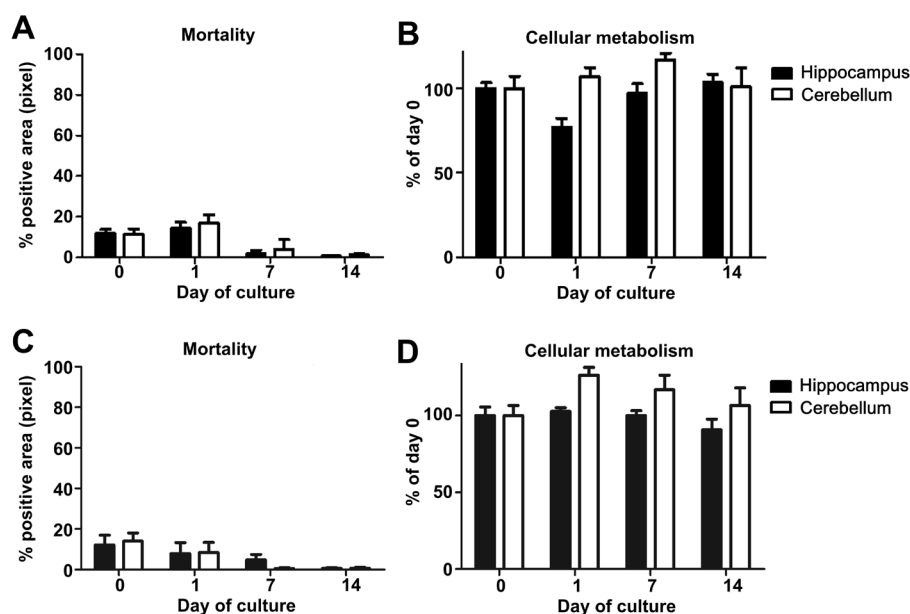 A
Mortality
% positive area (pixel)
100
80
60
40
20
0
0 1 7 14
Day of culture
B
Cellular metabolism
% of day 0
100
50
0
0 1 7 14
Day of culture
Hippocampus
Cerebellum
C
Mortality
% positive area (pixel)
100
80
60
40
20
0
0 1 7 14
Day of culture
D
Cellular metabolism
% of day 0
100
50
0
0 1 7 14
Day of culture
Hippocampus
Cerebellum